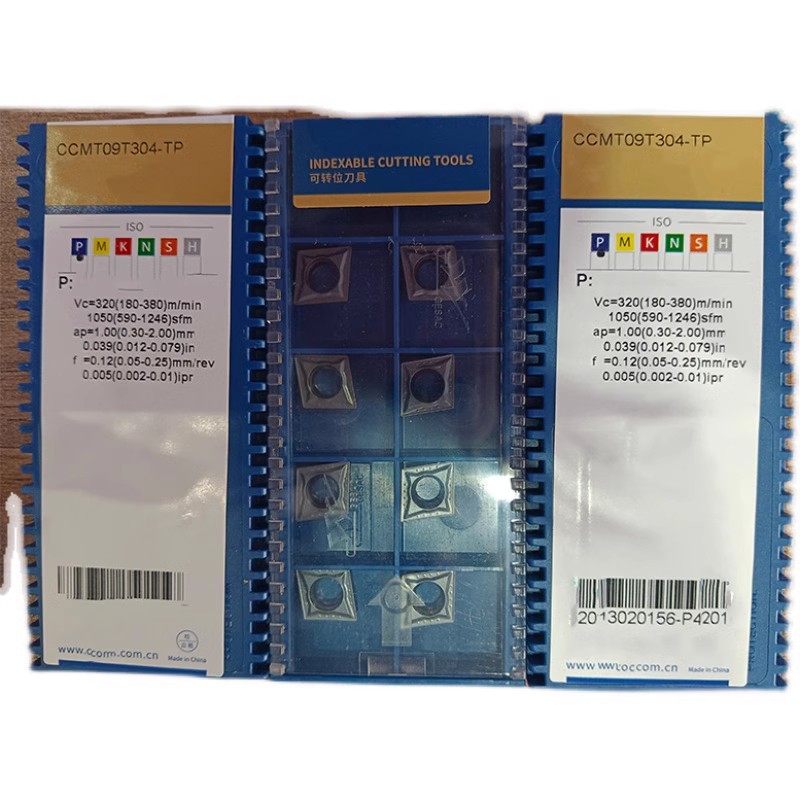 CCMT09T304-TP
ISO
P M K N S H
P:
Vc=320(180-380)m/min
1050(590-1246)sfm
ap=1.00(0.30-2.00)mm
0.039(0.012-0.079)in
f =0.12(0.05-0.25)mm/rev
0.005(0.002-0.01)ipr
www.ccorm.com.cn
Made in China
INDEXABLE CUTTING TOOLS
可转位刀具
CCMT09T304-TP
ISO
P M K N S H
P:
Vc=320(180-380)m/min
1050(590-1246)sfm
ap=1.00(0.30-2.00)mm
0.039(0.012-0.079)in
f =0.12(0.05-0.25)mm/rev
0.005(0.002-0.01)ipr
2013020156-P4201
Made in China